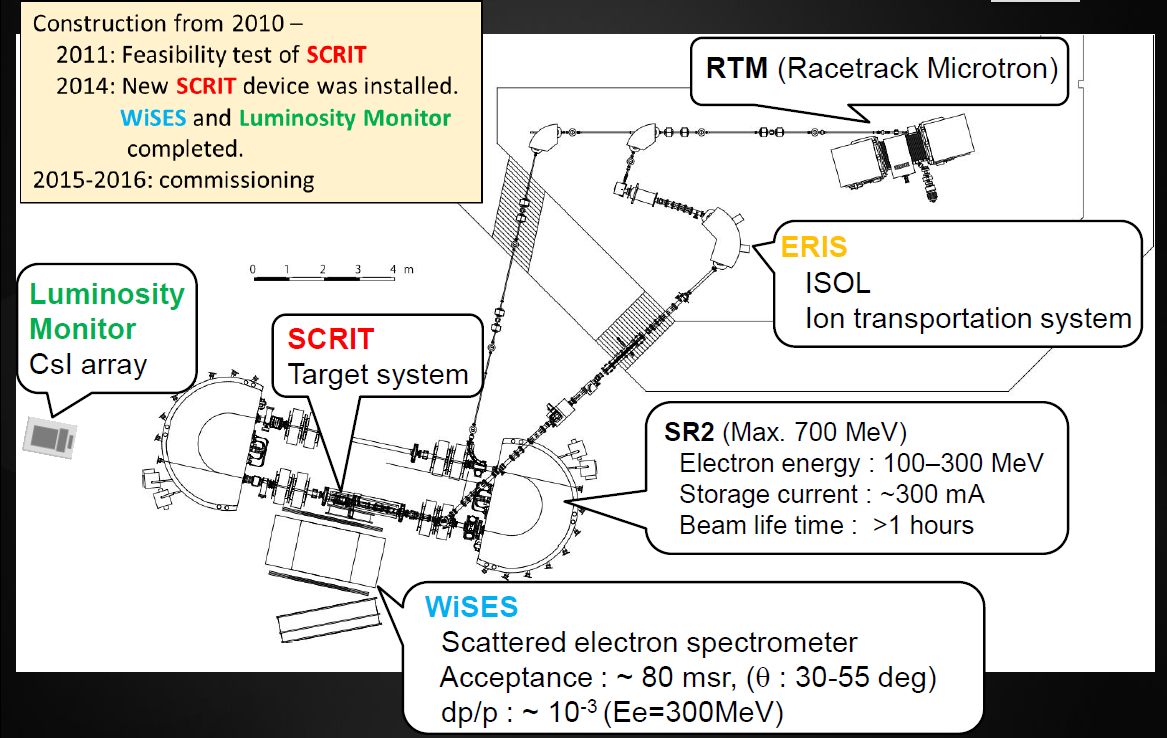 Construction from 2010 –
2011: Feasibility test of SCRIT
2014: New SCRIT device was installed.
WiSES and Luminosity Monitor
completed.
2015-2016: commissioning
RTM (Racetrack Microtron)
ERIS
ISOL
Ion transportation system
0 1 2 3 4 m
Luminosity
Monitor
CsI array
SCRIT
Target system
SR2 (Max. 700 MeV)
Electron energy : 100–300 MeV
Storage current : ~300 mA
Beam life time : >1 hours
WiSES
Scattered electron spectrometer
Acceptance : ~ 80 msr, (θ : 30-55 deg)
dp/p : ~ 10⁻³ (Ee=300MeV)